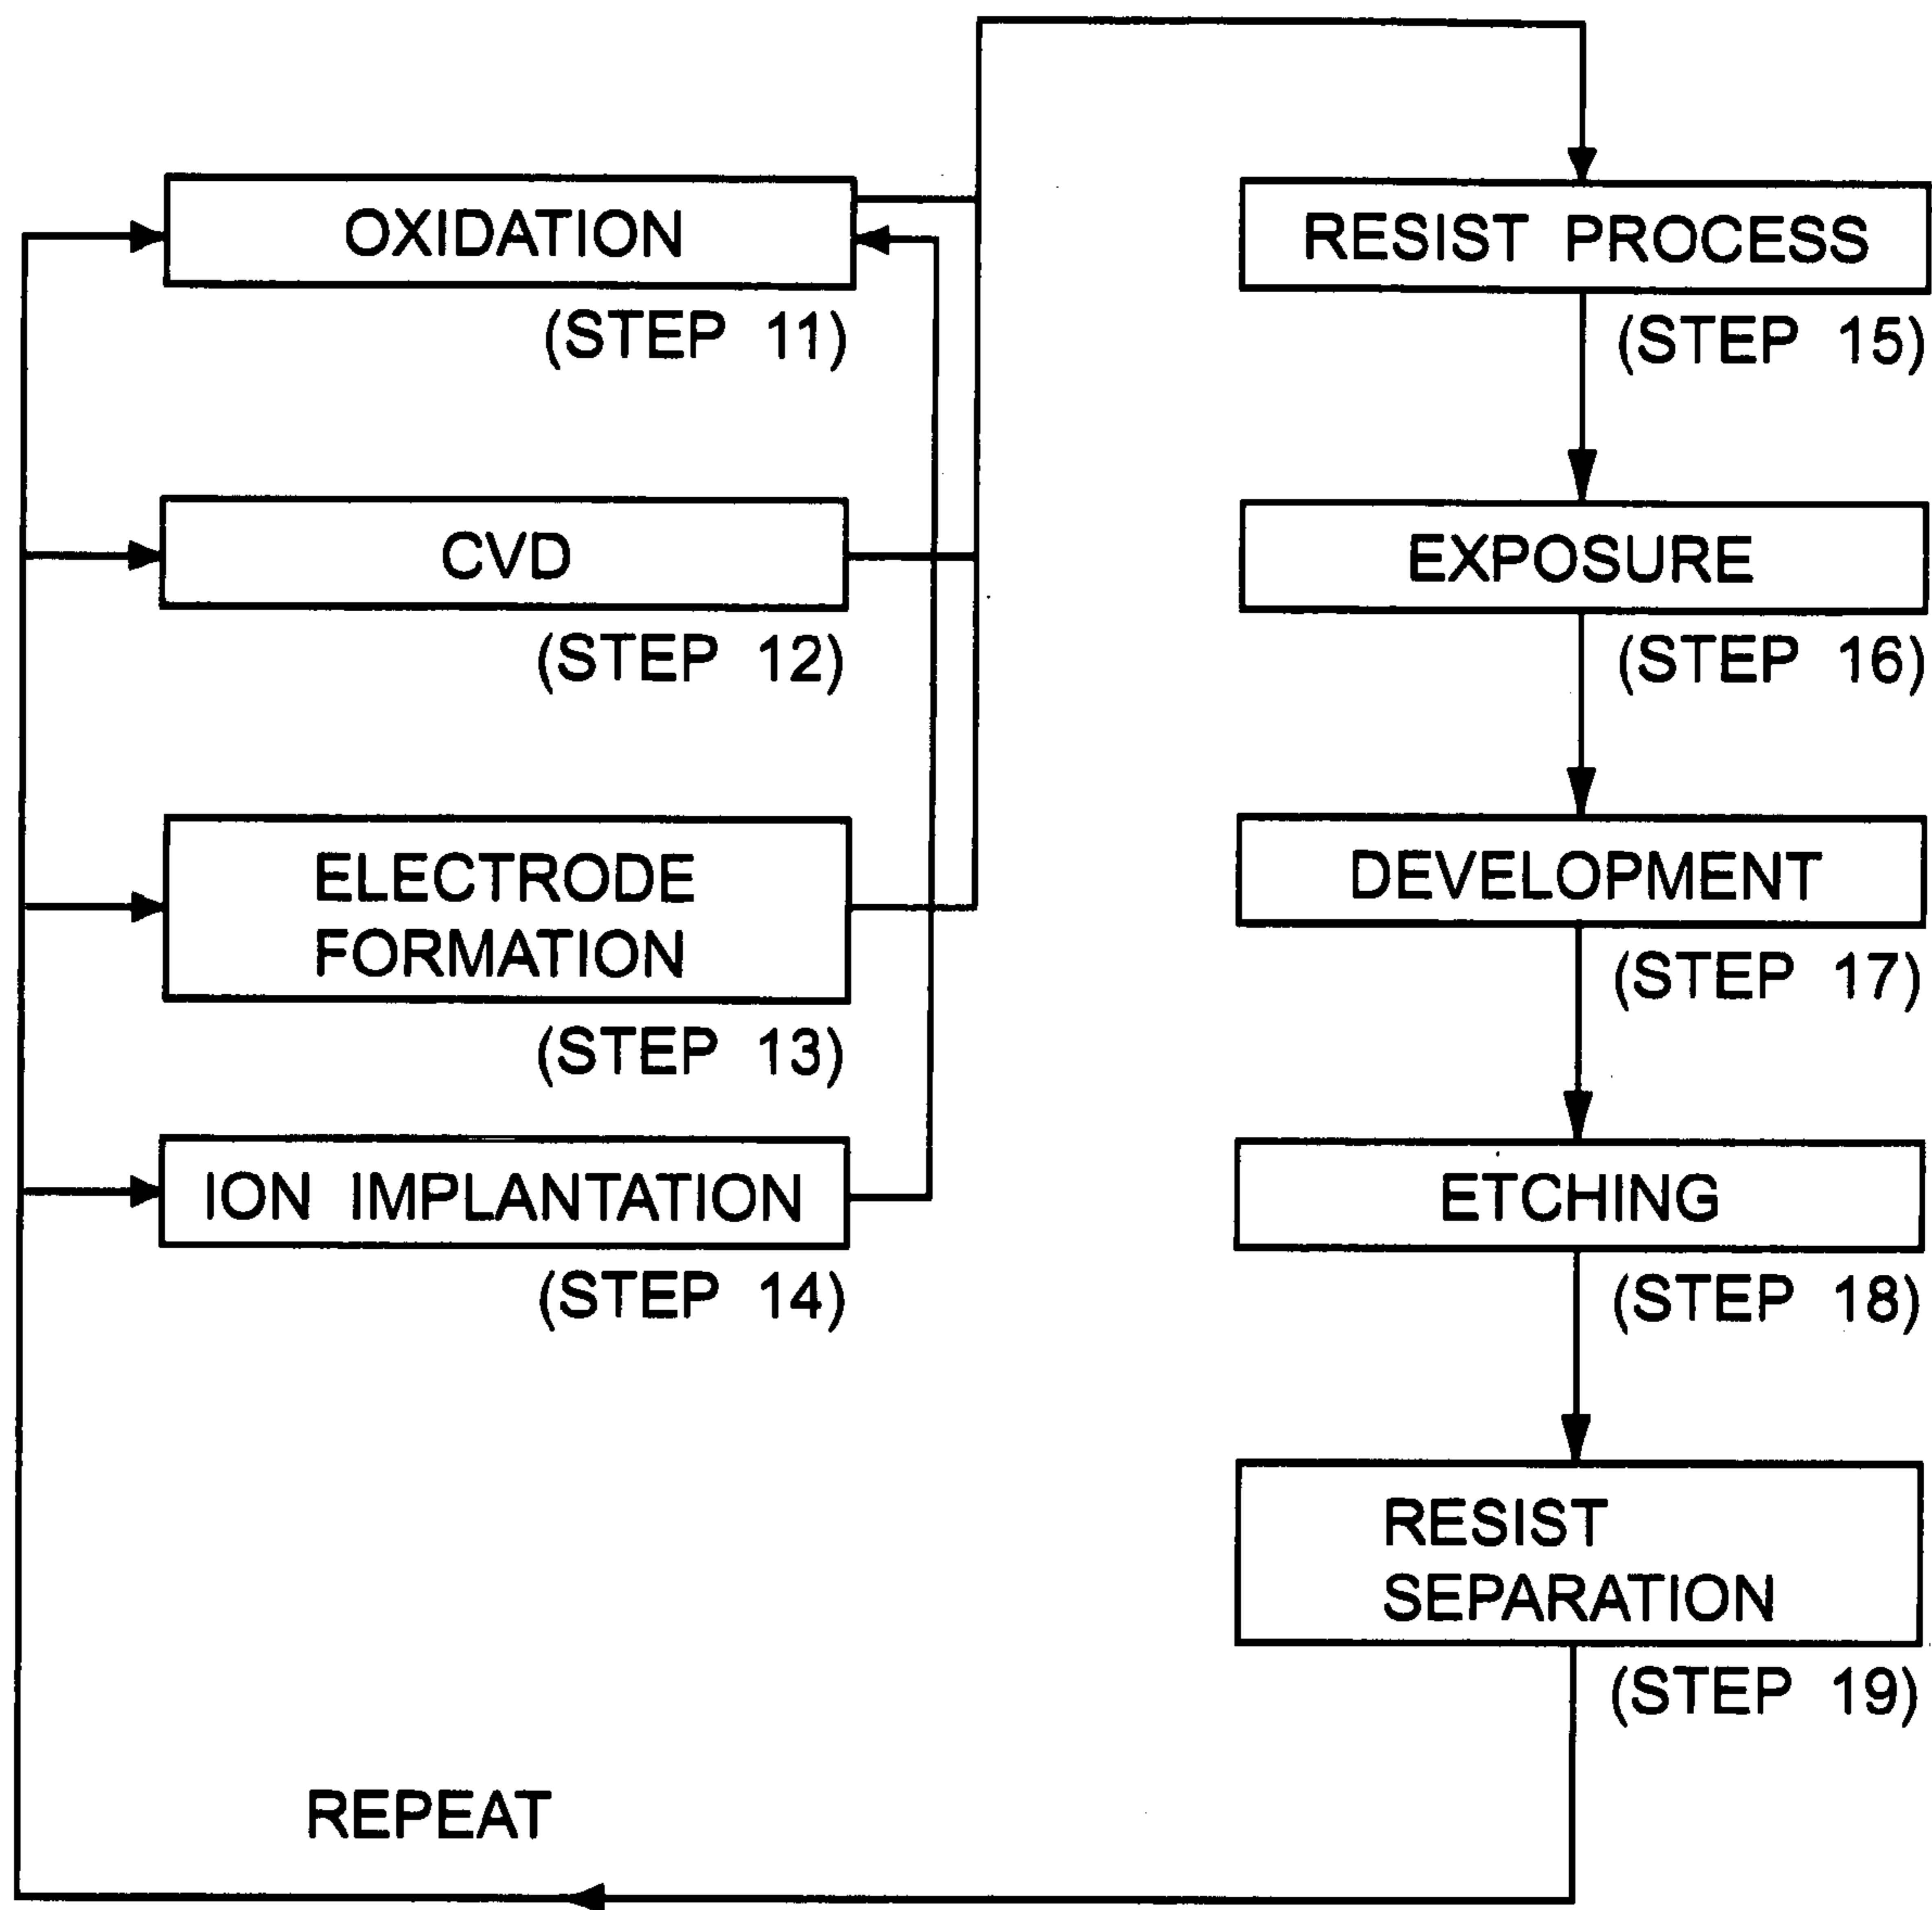 OXIDATION
(STEP 11)
CVD
(STEP 12)
ELECTRODE
FORMATION
(STEP 13)
ION IMPLANTATION
(STEP 14)
RESIST PROCESS
(STEP 15)
EXPOSURE
(STEP 16)
DEVELOPMENT
(STEP 17)
ETCHING
(STEP 18)
RESIST
SEPARATION
(STEP 19)
REPEAT